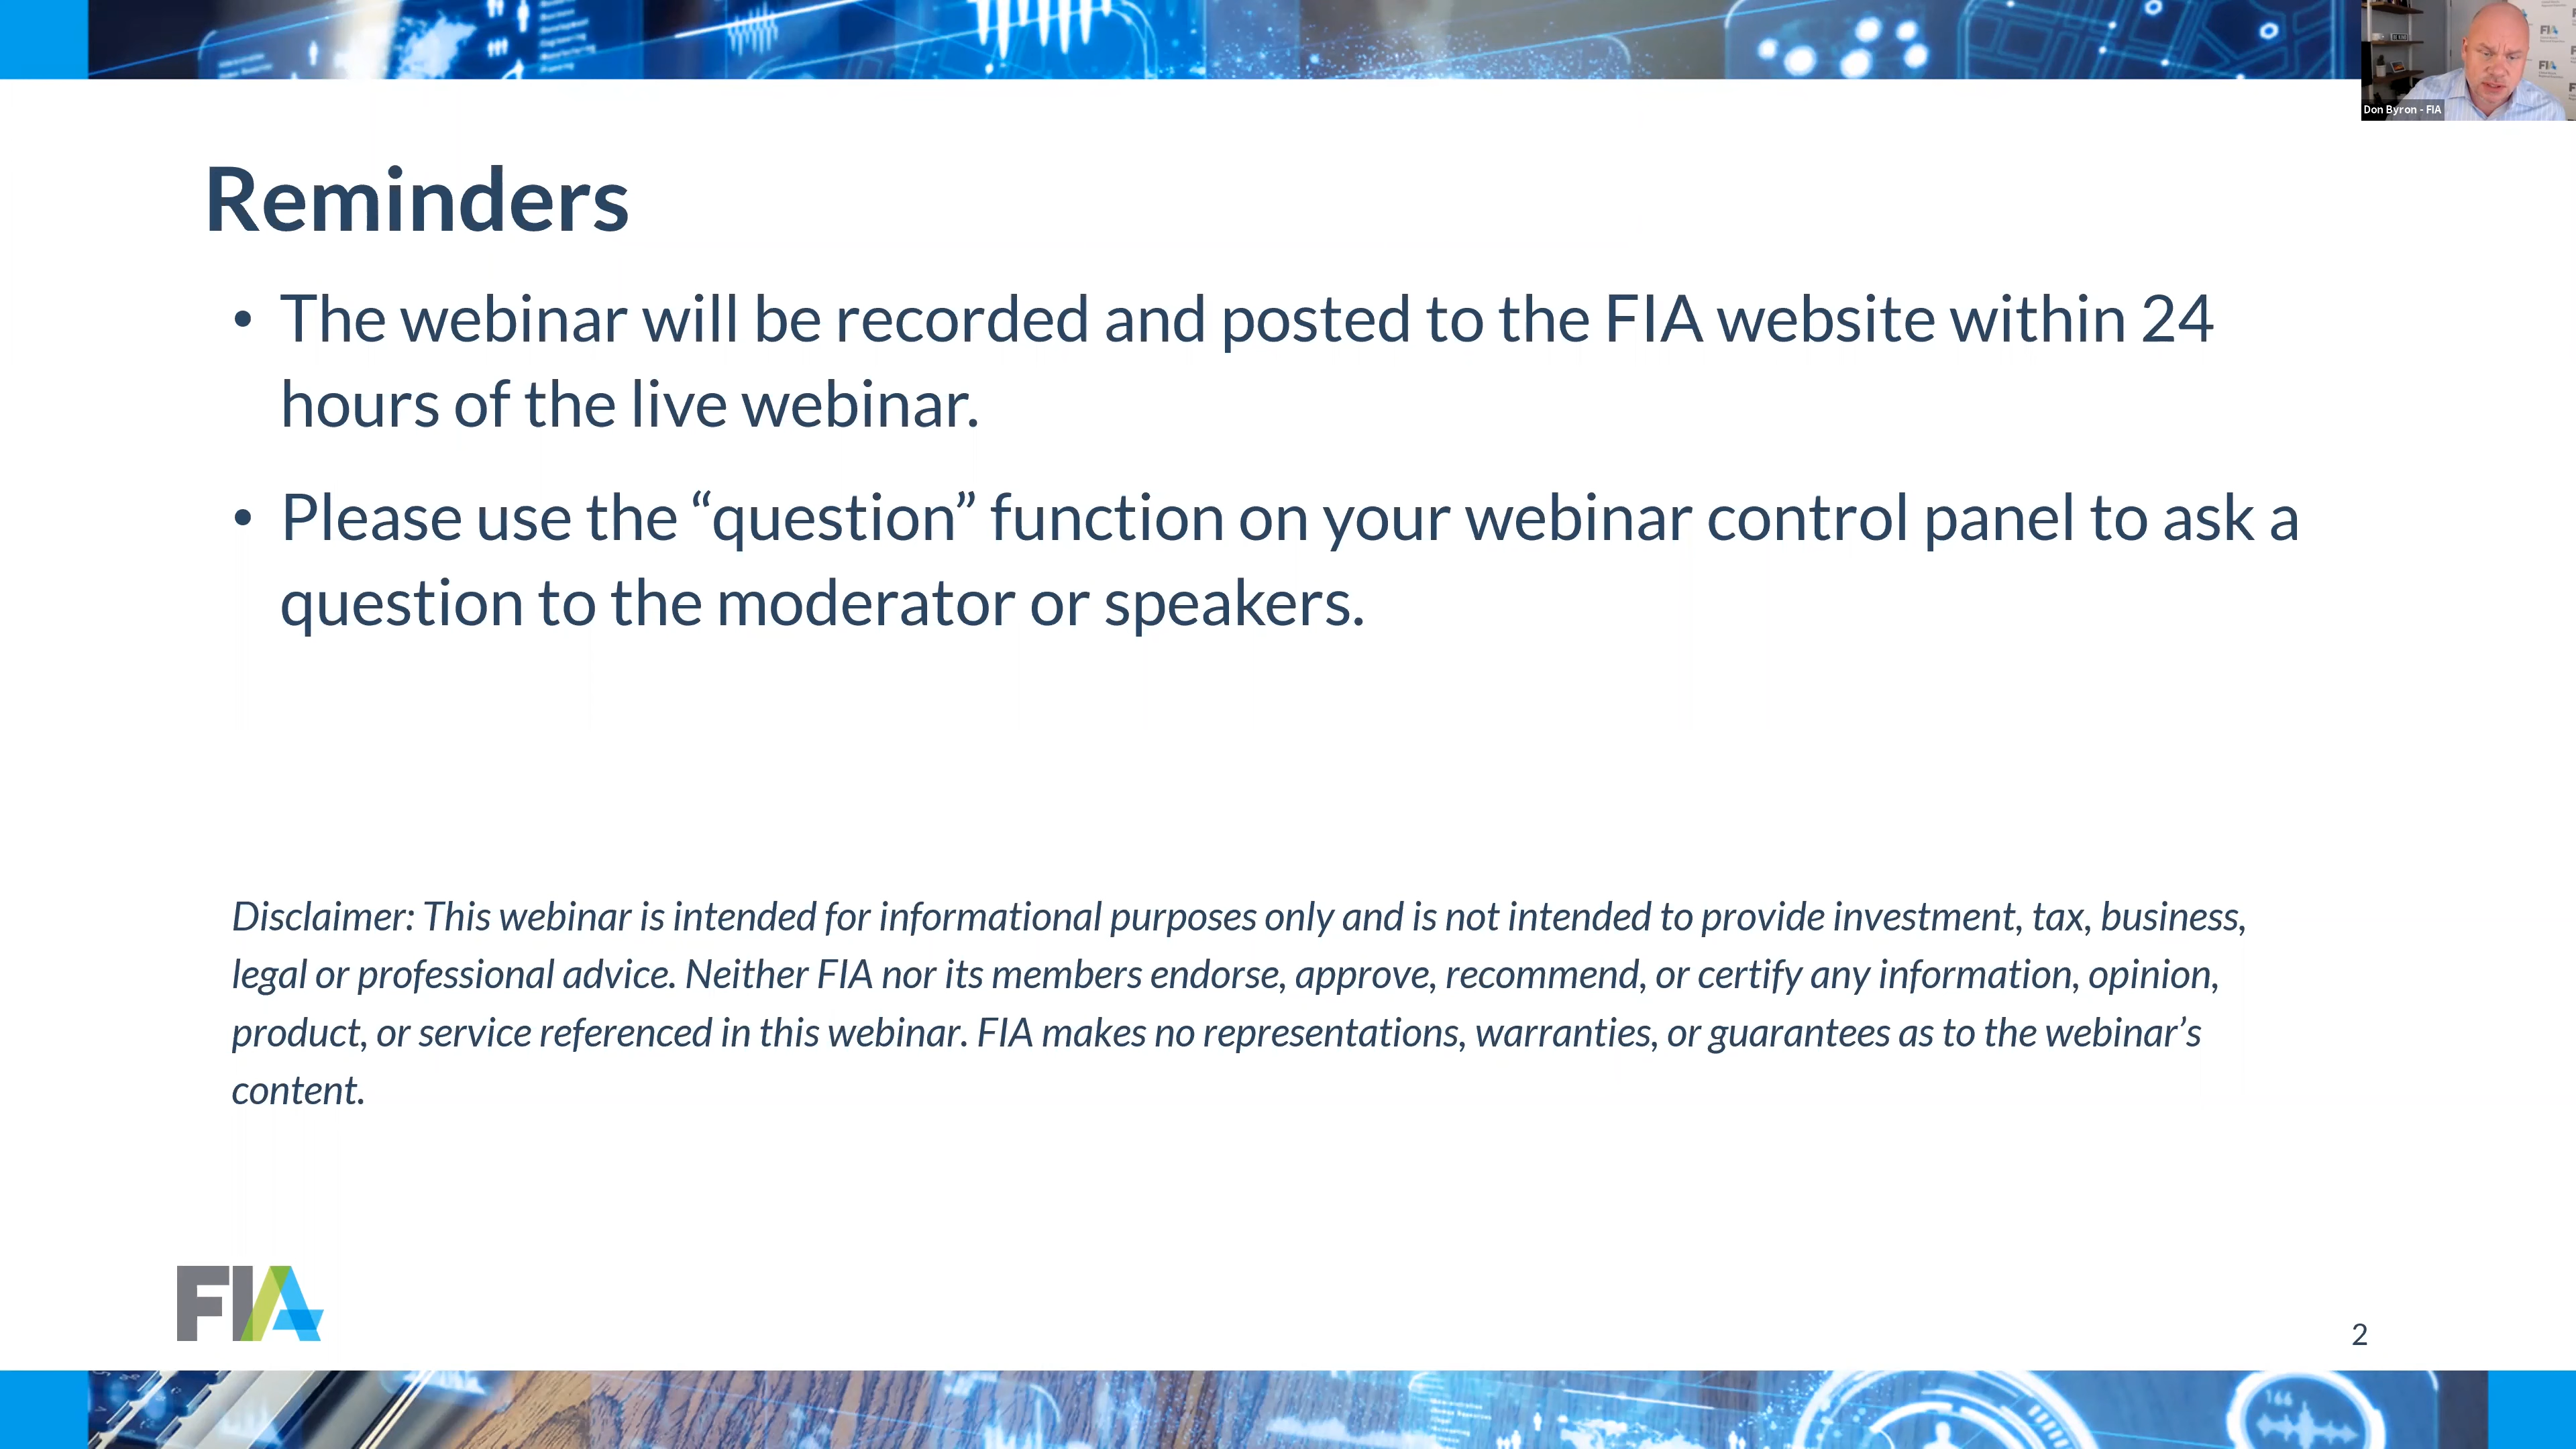 Don Byron - FIA
Reminders
• The webinar will be recorded and posted to the FIA website within 24
hours of the live webinar.
• Please use the “question” function on your webinar control panel to ask a
question to the moderator or speakers.
Disclaimer: This webinar is intended for informational purposes only and is not intended to provide investment, tax, business,
legal or professional advice. Neither FIA nor its members endorse, approve, recommend, or certify any information, opinion,
product, or service referenced in this webinar. FIA makes no representations, warranties, or guarantees as to the webinar’s
content.
FIA
2
166